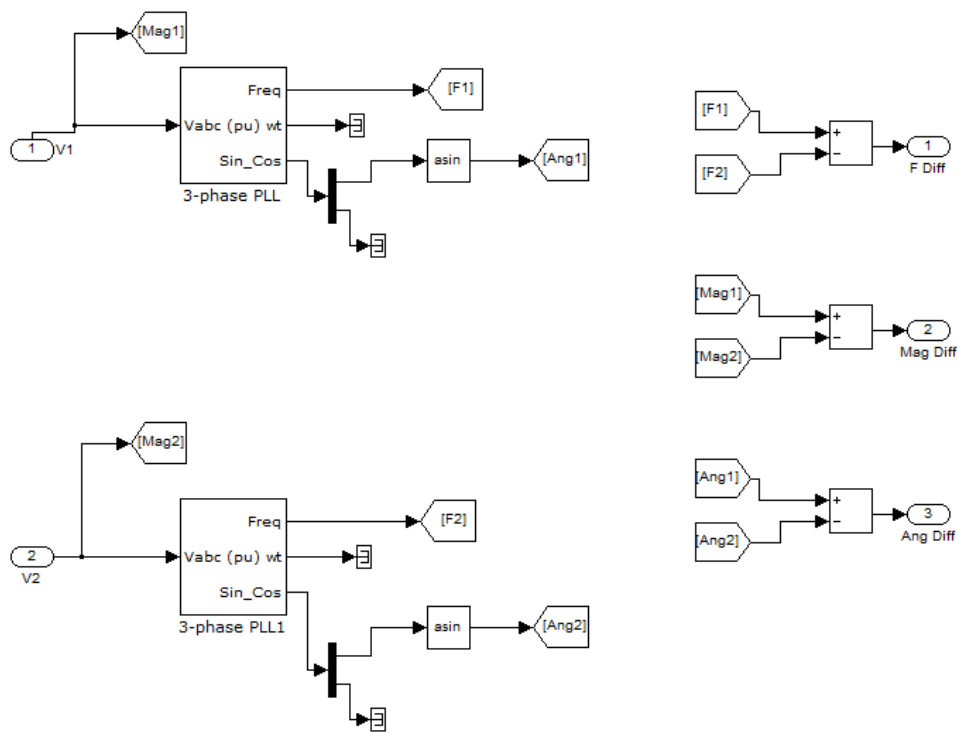 [Mag1]
Freq
[F1]
Vabc (pu) wt
1
V1
Sin_Cos
asin
[Ang1]
3-phase PLL
[F1]
+
−
[F2]
1
F Diff
[Mag1]
+
−
[Mag2]
2
Mag Diff
[Mag2]
Freq
[F2]
Vabc (pu) wt
2
V2
Sin_Cos
asin
[Ang2]
3-phase PLL1
[Ang1]
+
−
[Ang2]
3
Ang Diff